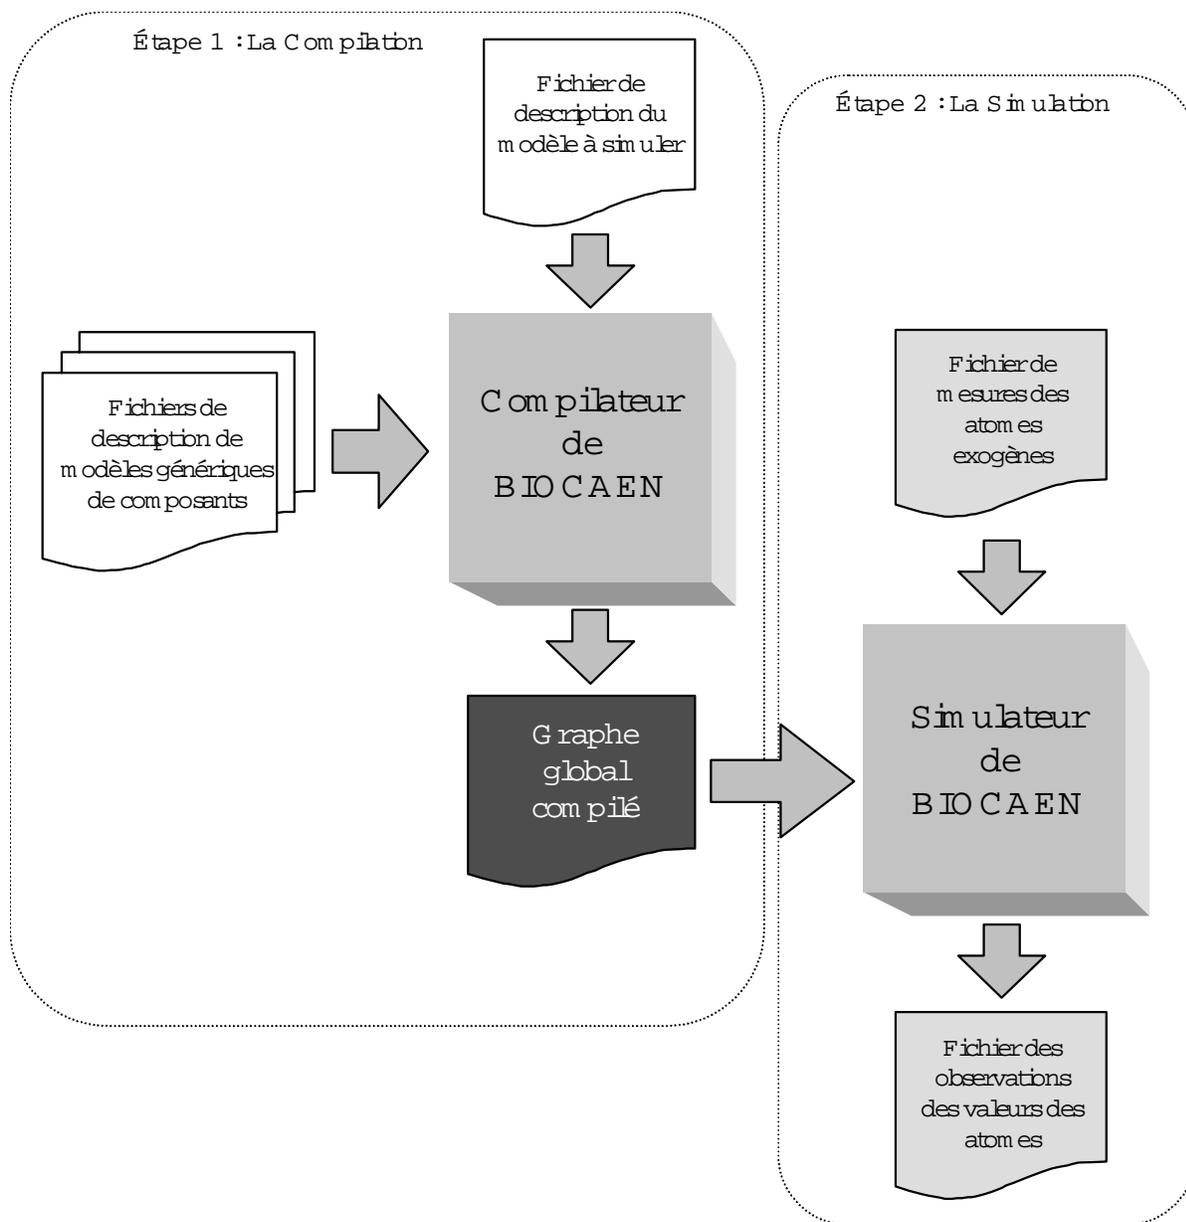 Étape 1 : La Compilation
Fichier de
description du
modèle à simuler
Fichiers de
description de
modèles génériques
de composants
Compilateur
de
BIOCAEN
Graphe
global
compilé
Étape 2 : La Simulation
Fichier de
mesures des
atomes
exogènes
Simulateur
de
BIOCAEN
Fichier des
observations
des valeurs des
atomes